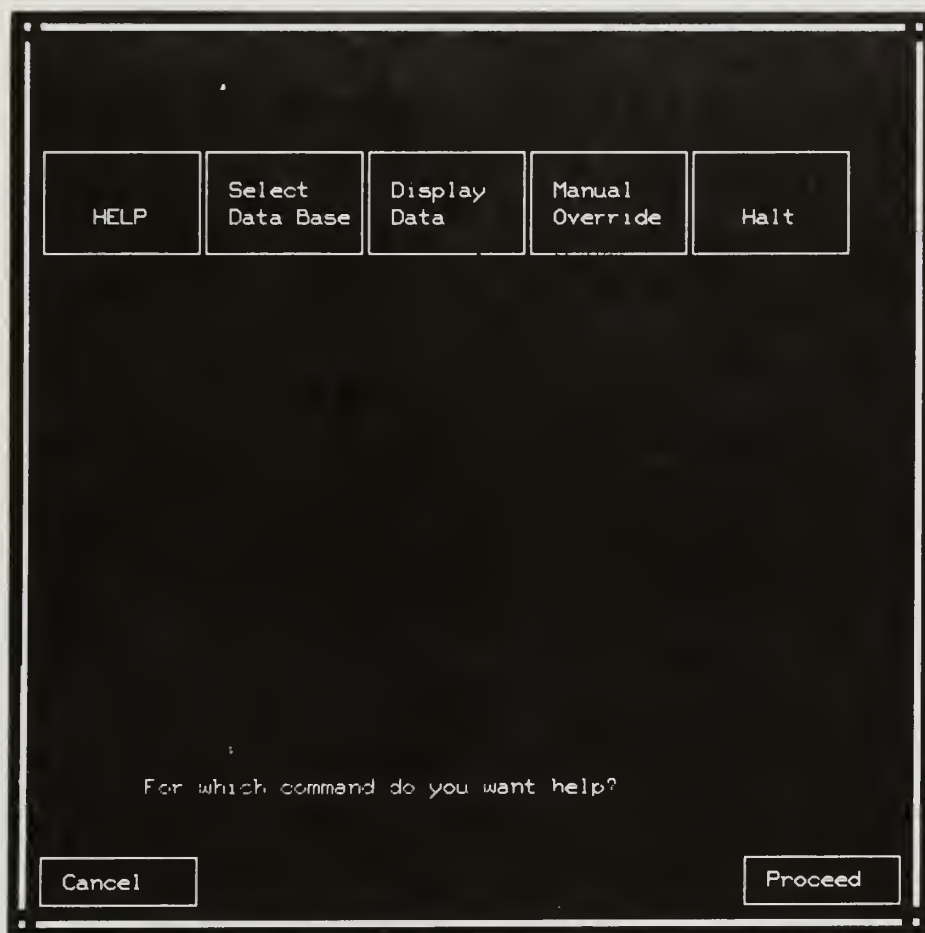 HELP
Select
Data Base
Display
Data
Manual
Override
Halt
For which command do you want help?
Cancel
Proceed